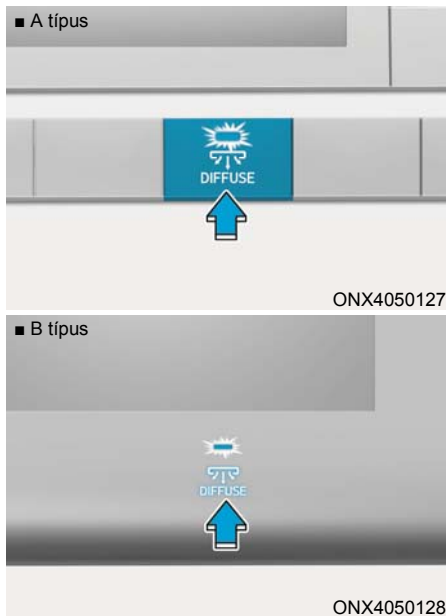 ■ A típus
DIFFUSE
ONX4050127
■ B típus
DIFFUSE
ONX4050128